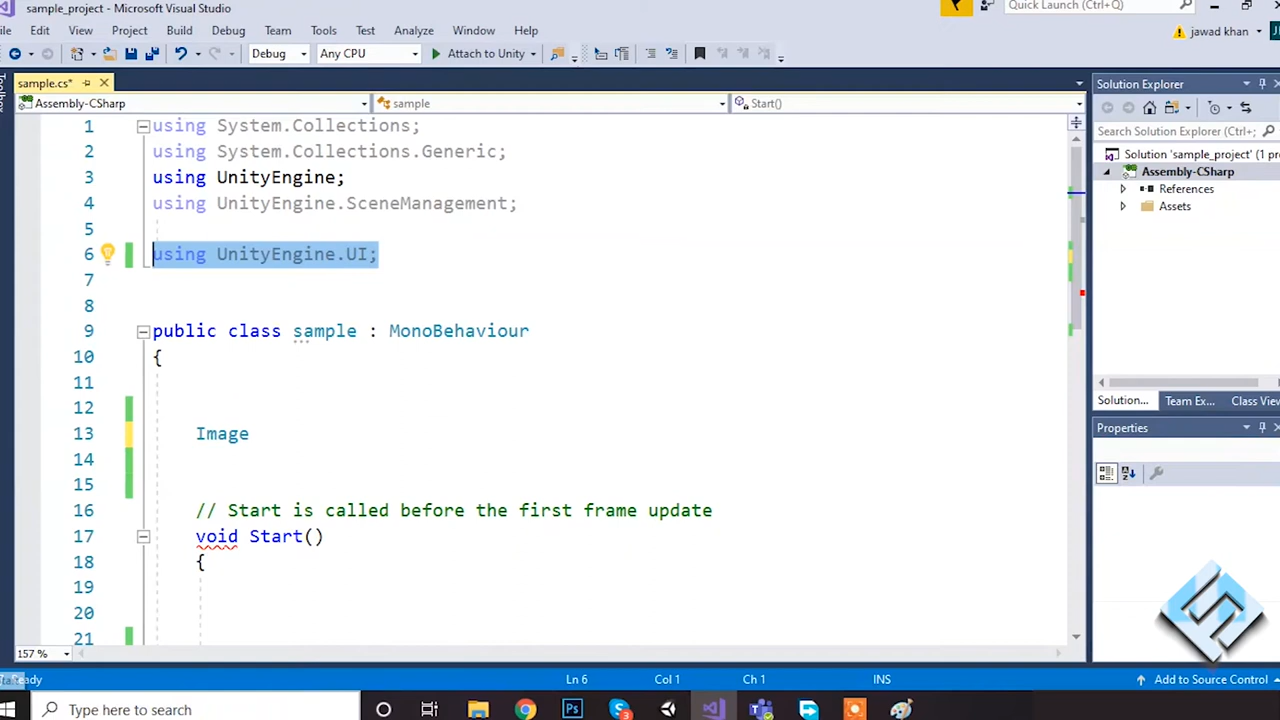 sample_project - Microsoft Visual Studio
Quick Launch (Ctrl+Q)
File Edit View Project Build Debug Team Tools Test Analyze Window Help
jawad khan
Debug Any CPU Attach to Unity
Toolbox
sample.cs*
Assembly-CSharp sample Start()
1 using System.Collections;
2 using System.Collections.Generic;
3 using UnityEngine;
4 using UnityEngine.SceneManagement;
5
6 using UnityEngine.UI;
7
8
9 public class sample : MonoBehaviour
10 {
11
12
13 Image
14
15
16 // Start is called before the first frame update
17 void Start()
18 {
19
20
21
157 %
Solution Explorer
Search Solution Explorer (Ctrl+;
Solution 'sample_project' (1 pr
Assembly-CSharp
References
Assets
Solution... Team Ex... Class View
Properties
Ready Ln 6 Col 1 Ch 1 INS Add to Source Control
Type here to search